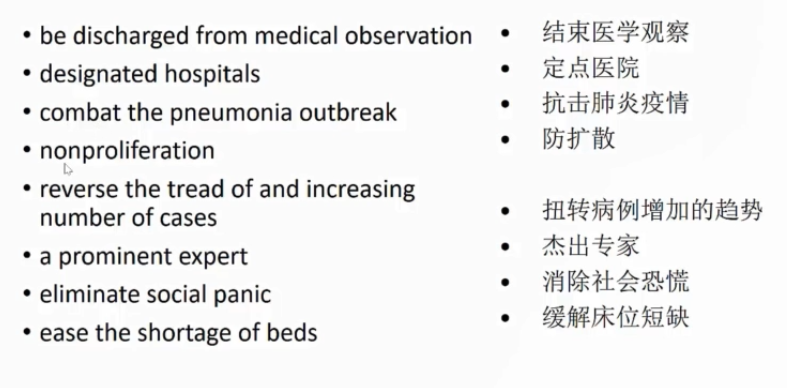 • be discharged from medical observation
• designated hospitals
• combat the pneumonia outbreak
• nonproliferation
• reverse the tread of and increasing
number of cases
• a prominent expert
• eliminate social panic
• ease the shortage of beds
• 结束医学观察
• 定点医院
• 抗击肺炎疫情
• 防扩散
• 扭转病例增加的趋势
• 杰出专家
• 消除社会恐慌
• 缓解床位短缺